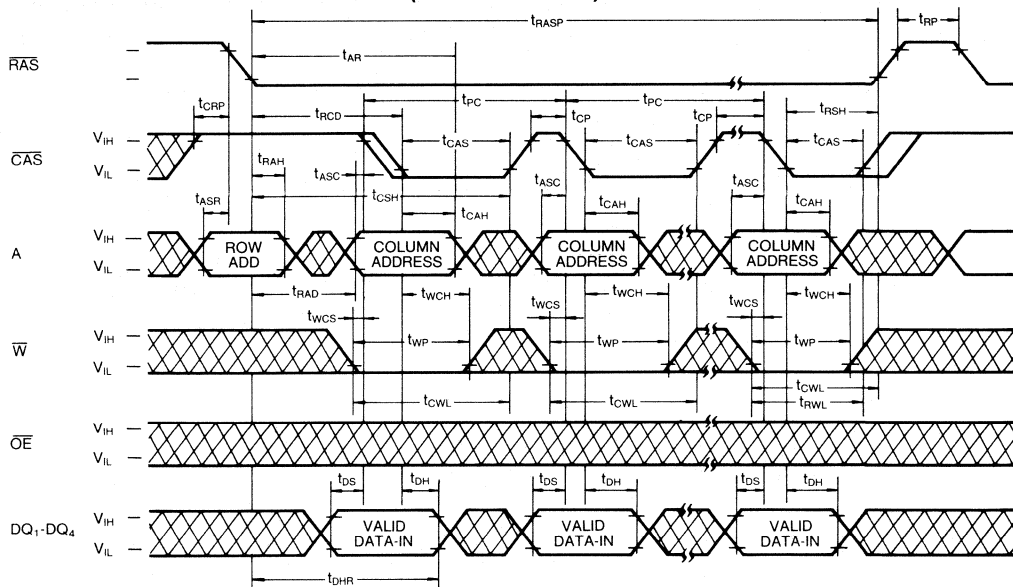 tRASP
tRP
tAR
RAS
tCRP
tRCD
tPC
tCP
tPC
tCP
tRSH
VIH
CAS
VIL
tRAH
tASC
tCAS
tCAS
tCAS
tASR
tCSH
tASC
tASC
tCAH
tCAH
tCAH
VIH
A
VIL
ROW
ADD
COLUMN
ADDRESS
COLUMN
ADDRESS
COLUMN
ADDRESS
tRAD
tWCH
tWCH
tWCH
tWCS
tWCS
tWCS
VIH
W
VIL
tWP
tWP
tWP
tCWL
tCWL
tCWL
tRWL
VIH
OE
VIL
tDS
tDH
tDS
tDH
tDS
tDH
VIH
DQ1-DQ4
VIL
VALID
DATA-IN
VALID
DATA-IN
VALID
DATA-IN
tDHR